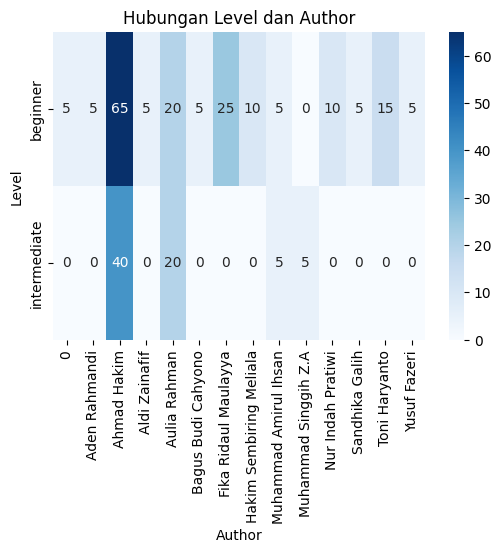 Hubungan Level dan Author
Level
beginner
5 5 65 5 20 5 25 10 5 0 10 5 15 5
intermediate
0 0 40 0 20 0 0 0 5 5 0 0 0 0
0
Aden Rahmandi
Ahmad Hakim
Aldi Zainafif
Aulia Rahman
Bagus Budi Cahyono
Fika Ridaul Maulayya
Hakim Sembiring Meliala
Muhammad Amirul Ihsan
Muhammad Singgih Z.A
Nur Indah Pratiwi
Sandhika Galih
Toni Haryanto
Yusuf Fazeri
Author
60
50
40
30
20
10
0